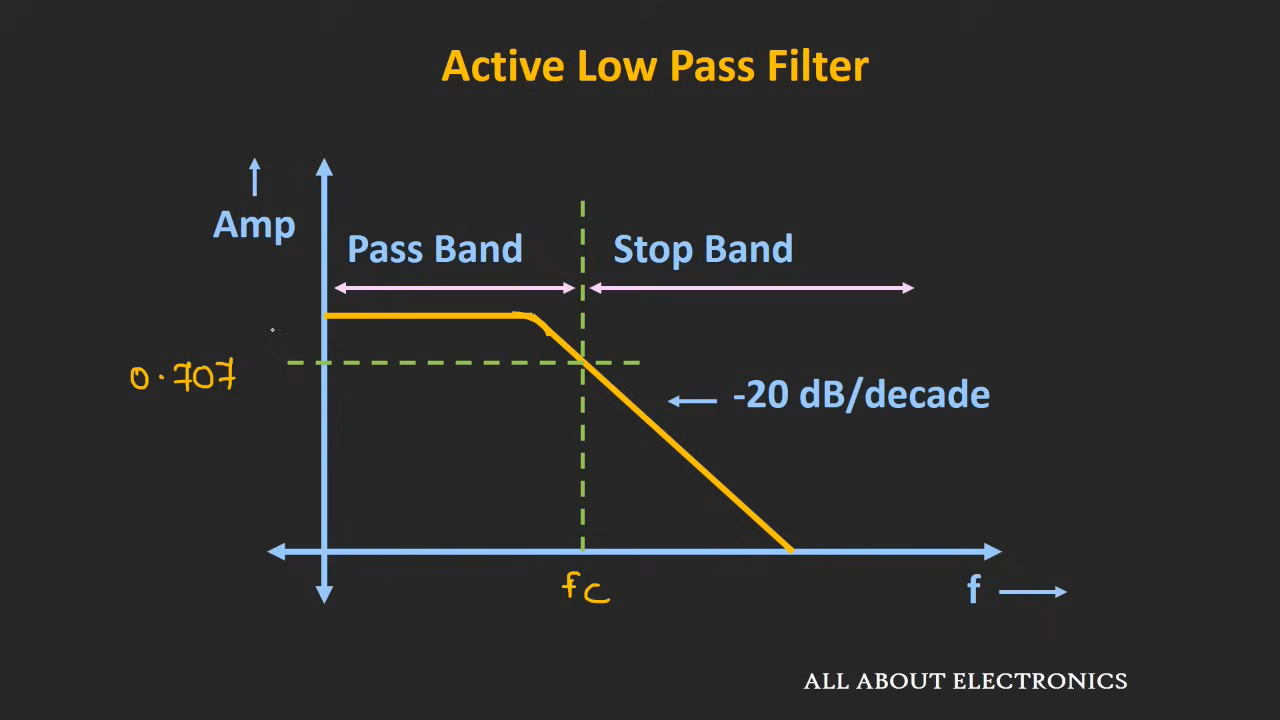 Active Low Pass Filter
Amp
Pass Band
Stop Band
0.707
-20 dB/decade
fc
f
ALL ABOUT ELECTRONICS